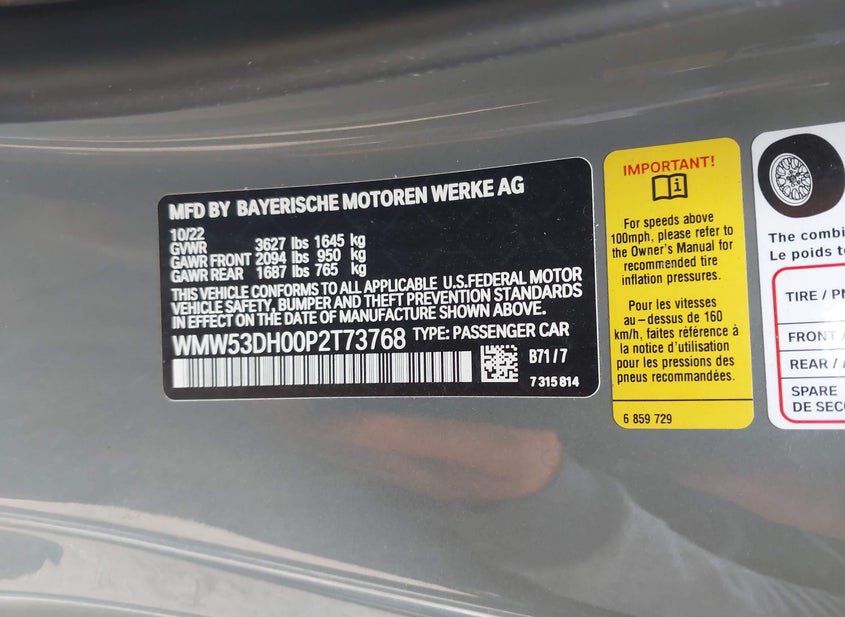 MFD BY BAYERISCHE MOTOREN WERKE AG
10/22
GVWR 3627 lbs 1645 kg
GAWR FRONT 2094 lbs 950 kg
GAWR REAR 1687 lbs 765 kg
THIS VEHICLE CONFORMS TO ALL APPLICABLE U.S.FEDERAL MOTOR
VEHICLE SAFETY, BUMPER AND THEFT PREVENTION STANDARDS
IN EFFECT ON THE DATE OF MANUFACTURE SHOWN ABOVE.
WMW53DH00P2T73768 TYPE: PASSENGER CAR
B71 / 7
7 315 814
IMPORTANT!
For speeds above
100mph, please refer to
the Owner's Manual for
recommended tire
inflation pressures.
Pour les vitesses
au-dessus de 160
km/h, faites référence à
la notice d'utilisation
pour les pressions des
pneus recommandées.
6 859 729
The combi
Le poids t
TIRE / PN
FRONT /
REAR / A
SPARE
DE SECO